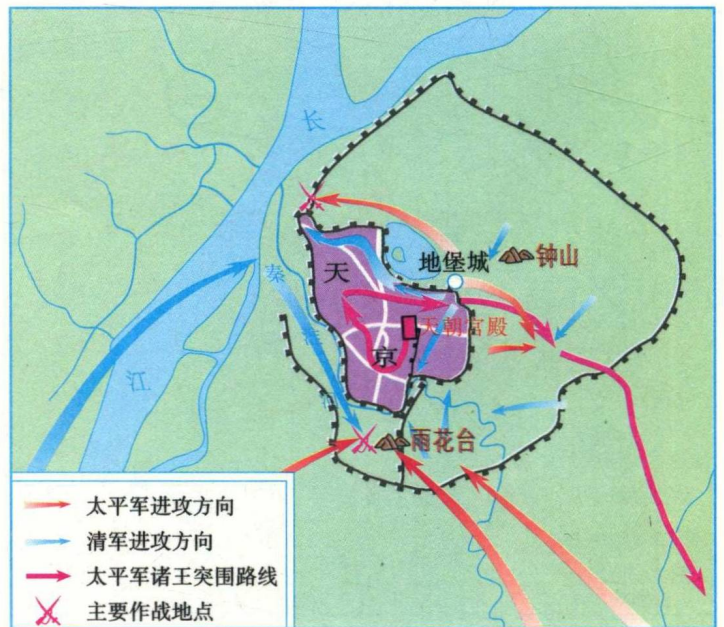 长
江
秦
淮
河
天
京
地堡城
钟山
天朝宫殿
雨花台
太平军进攻方向
清军进攻方向
太平军诸王突围路线
主要作战地点